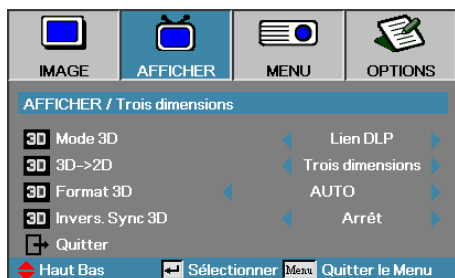 IMAGE AFFICHER MENU OPTIONS
AFFICHER / Trois dimensions
3D Mode 3D Lien DLP
3D 3D->2D Trois dimensions
3D Format 3D AUTO
3D Invers. Sync 3D Arrêt
Quitter
Haut Bas Sélectionner Menu Quitter le Menu